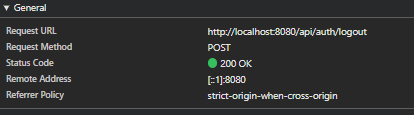 General
Request URL http://localhost:8080/api/auth/logout
Request Method POST
Status Code 200 OK
Remote Address [::1]:8080
Referrer Policy strict-origin-when-cross-origin